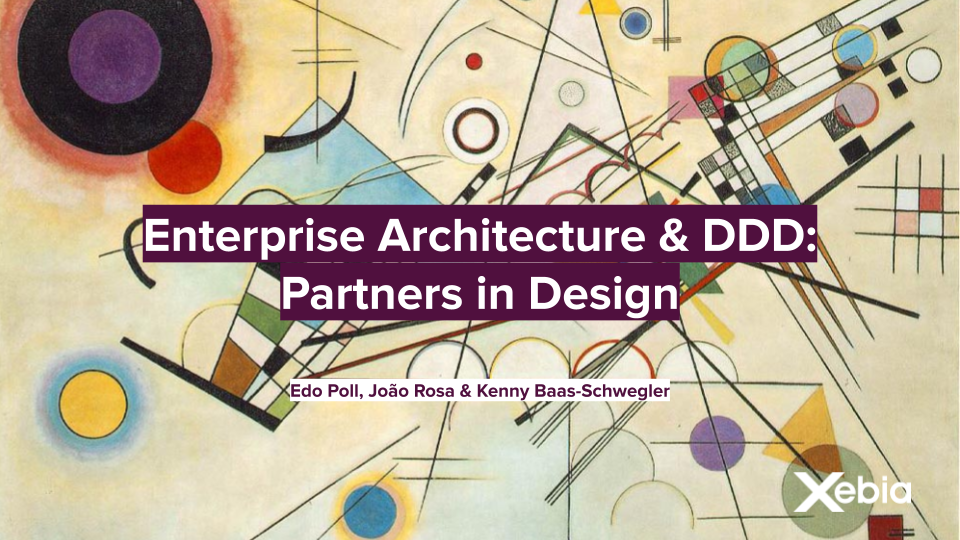 Enterprise Architecture & DDD:
Partners in Design
Edo Poll, João Rosa & Kenny Baas-Schwegler
Xebia